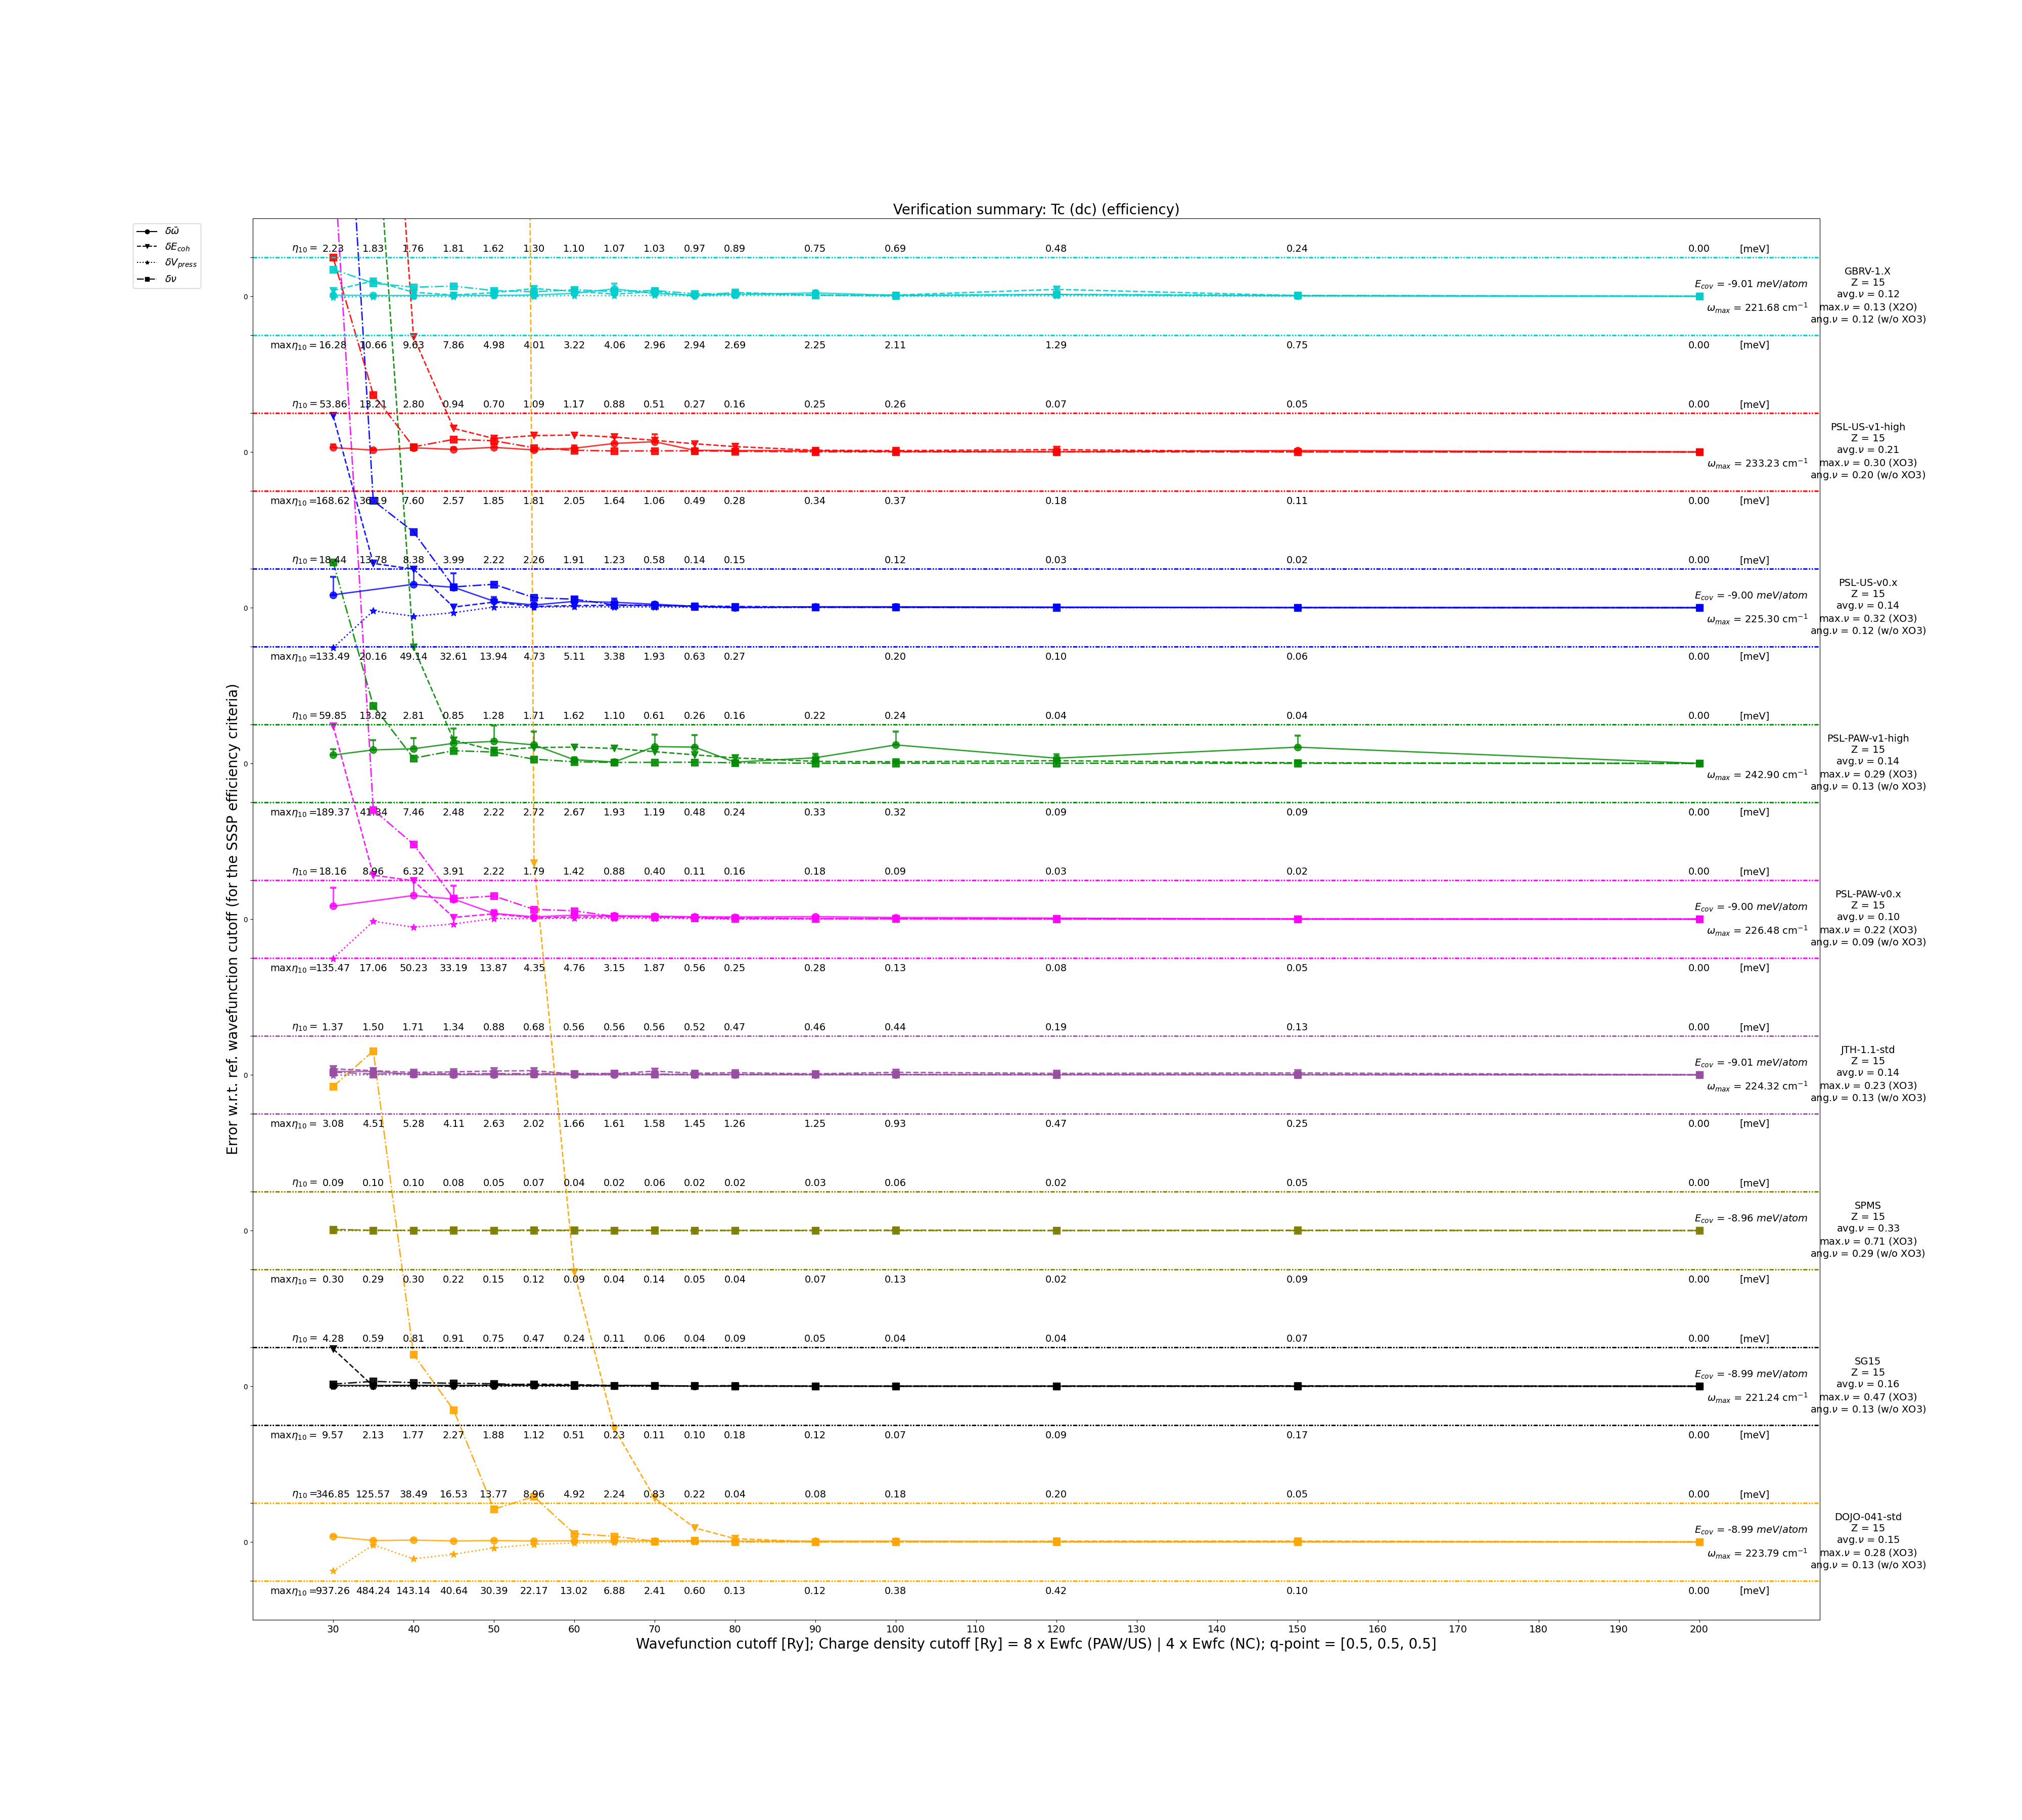 Verification summary: Tc (dc) (efficiency)
δω̄
δE_coh
δV_press
δν
Error w.r.t. ref. wavefunction cutoff (for the SSSP efficiency criteria)
η₁₀ = 2.23 1.83 1.76 1.81 1.62 1.30 1.10 1.07 1.03 0.97 0.89 0.75 0.69 0.48 0.24 0.00 [meV]
0
E_cov = -9.01 meV/atom
ω_max = 221.68 cm⁻¹
maxη₁₀ = 16.28 10.66 9.63 7.86 4.98 4.01 3.22 4.06 2.96 2.94 2.69 2.25 2.11 1.29 0.75 0.00 [meV]
GBRV-1.X
Z = 15
avg.ν = 0.12
max.ν = 0.13 (X2O)
ang.ν = 0.12 (w/o XO3)
η₁₀ = 53.86 13.21 2.80 0.94 0.70 1.09 1.17 0.88 0.51 0.27 0.16 0.25 0.26 0.07 0.05 0.00 [meV]
0
ω_max = 233.23 cm⁻¹
maxη₁₀ = 168.62 36.19 7.60 2.57 1.85 1.81 2.05 1.64 1.06 0.49 0.28 0.34 0.37 0.18 0.11 0.00 [meV]
PSL-US-v1-high
Z = 15
avg.ν = 0.21
max.ν = 0.30 (XO3)
ang.ν = 0.20 (w/o XO3)
η₁₀ = 18.44 13.78 8.38 3.99 2.22 2.26 1.91 1.23 0.58 0.14 0.15 0.12 0.03 0.02 0.00 [meV]
0
E_cov = -9.00 meV/atom
ω_max = 225.30 cm⁻¹
maxη₁₀ = 133.49 20.16 49.14 32.61 13.94 4.73 5.11 3.38 1.93 0.63 0.27 0.20 0.10 0.06 0.00 [meV]
PSL-US-v0.x
Z = 15
avg.ν = 0.14
max.ν = 0.32 (XO3)
ang.ν = 0.12 (w/o XO3)
η₁₀ = 59.85 13.82 2.81 0.85 1.28 1.71 1.62 1.10 0.61 0.26 0.16 0.22 0.24 0.04 0.04 0.00 [meV]
0
ω_max = 242.90 cm⁻¹
maxη₁₀ = 189.37 41.34 7.46 2.48 2.22 2.72 2.67 1.93 1.19 0.48 0.24 0.33 0.32 0.09 0.09 0.00 [meV]
PSL-PAW-v1-high
Z = 15
avg.ν = 0.14
max.ν = 0.29 (XO3)
ang.ν = 0.13 (w/o XO3)
η₁₀ = 18.16 8.96 6.32 3.91 2.22 1.79 1.42 0.88 0.40 0.11 0.16 0.18 0.09 0.03 0.02 0.00 [meV]
0
E_cov = -9.00 meV/atom
ω_max = 226.48 cm⁻¹
maxη₁₀ = 135.47 17.06 50.23 33.19 13.87 4.35 4.76 3.15 1.87 0.56 0.25 0.28 0.13 0.08 0.05 0.00 [meV]
PSL-PAW-v0.x
Z = 15
avg.ν = 0.10
max.ν = 0.22 (XO3)
ang.ν = 0.09 (w/o XO3)
η₁₀ = 1.37 1.50 1.71 1.34 0.88 0.68 0.56 0.56 0.56 0.52 0.47 0.46 0.44 0.19 0.13 0.00 [meV]
0
E_cov = -9.01 meV/atom
ω_max = 224.32 cm⁻¹
maxη₁₀ = 3.08 4.51 5.28 4.11 2.63 2.02 1.66 1.61 1.58 1.45 1.26 1.25 0.93 0.47 0.25 0.00 [meV]
JTH-1.1-std
Z = 15
avg.ν = 0.14
max.ν = 0.23 (XO3)
ang.ν = 0.13 (w/o XO3)
η₁₀ = 0.09 0.10 0.10 0.08 0.05 0.07 0.04 0.02 0.06 0.02 0.02 0.03 0.06 0.02 0.05 0.00 [meV]
0
E_cov = -8.96 meV/atom
maxη₁₀ = 0.30 0.29 0.30 0.22 0.15 0.12 0.09 0.04 0.14 0.05 0.04 0.07 0.13 0.02 0.09 0.00 [meV]
SPMS
Z = 15
avg.ν = 0.33
max.ν = 0.71 (XO3)
ang.ν = 0.29 (w/o XO3)
η₁₀ = 4.28 0.59 0.81 0.91 0.75 0.47 0.24 0.11 0.06 0.04 0.09 0.05 0.04 0.04 0.07 0.00 [meV]
0
E_cov = -8.99 meV/atom
ω_max = 221.24 cm⁻¹
maxη₁₀ = 9.57 2.13 1.77 2.27 1.88 1.12 0.51 0.23 0.11 0.10 0.18 0.12 0.07 0.09 0.17 0.00 [meV]
SG15
Z = 15
avg.ν = 0.16
max.ν = 0.47 (XO3)
ang.ν = 0.13 (w/o XO3)
η₁₀ = 346.85 125.57 38.49 16.53 13.77 8.96 4.92 2.24 0.83 0.22 0.04 0.08 0.18 0.20 0.05 0.00 [meV]
0
E_cov = -8.99 meV/atom
ω_max = 223.79 cm⁻¹
maxη₁₀ = 937.26 484.24 143.14 40.64 30.39 22.17 13.02 6.88 2.41 0.60 0.13 0.12 0.38 0.42 0.10 0.00 [meV]
DOJO-041-std
Z = 15
avg.ν = 0.15
max.ν = 0.28 (XO3)
ang.ν = 0.13 (w/o XO3)
30 40 50 60 70 80 90 100 110 120 130 140 150 160 170 180 190 200
Wavefunction cutoff [Ry]; Charge density cutoff [Ry] = 8 x Ewfc (PAW/US) | 4 x Ewfc (NC); q-point = [0.5, 0.5, 0.5]